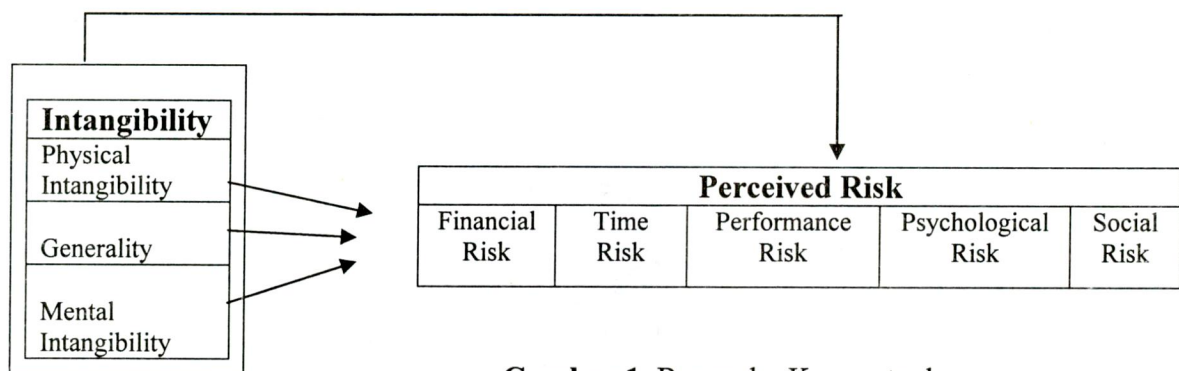 Intangibility
Physical
Intangibility
Generality
Mental
Intangibility
Perceived Risk
Financial Risk
Time Risk
Performance Risk
Psychological Risk
Social Risk
Gambar 1. Rerangka Konseptual